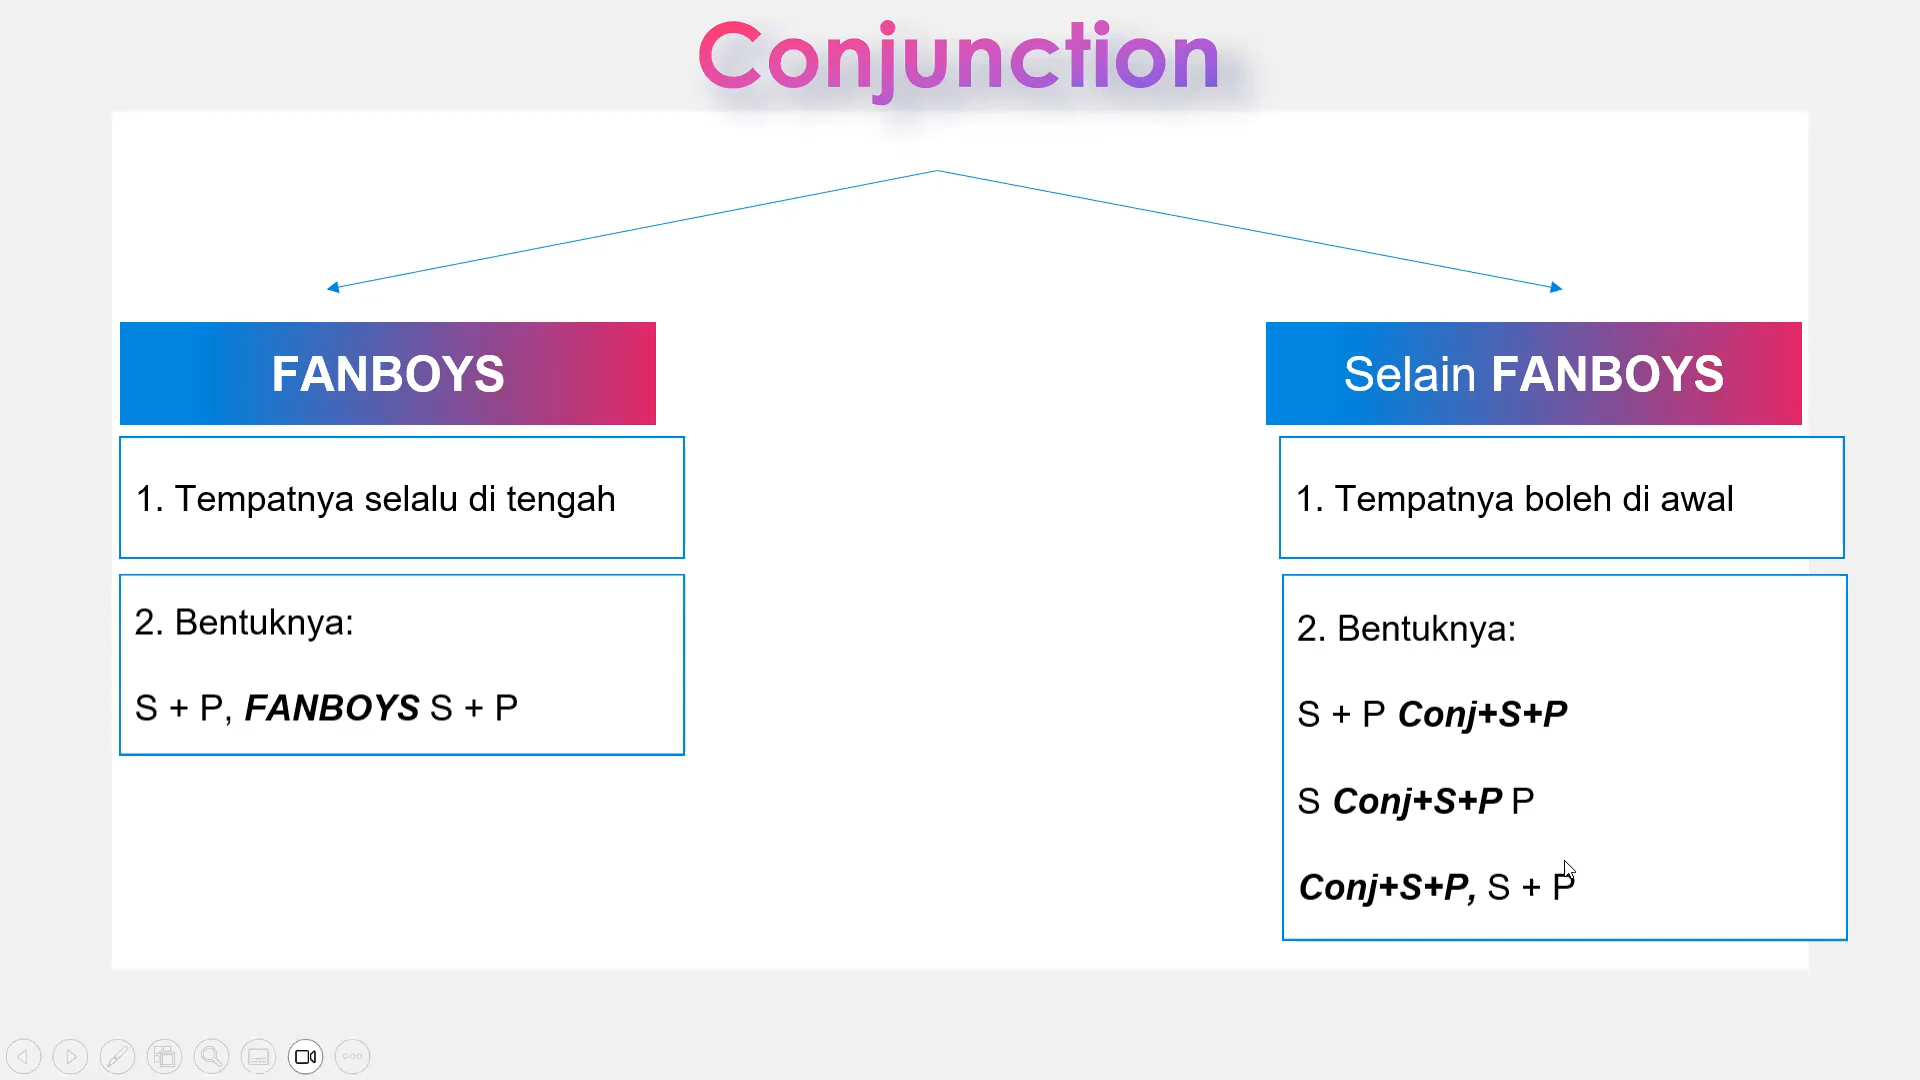 Conjunction
FANBOYS
1. Tempatnya selalu di tengah
2. Bentuknya:
S + P, FANBOYS S + P
Selain FANBOYS
1. Tempatnya boleh di awal
2. Bentuknya:
S + P Conj+S+P
S Conj+S+P P
Conj+S+P, S + P